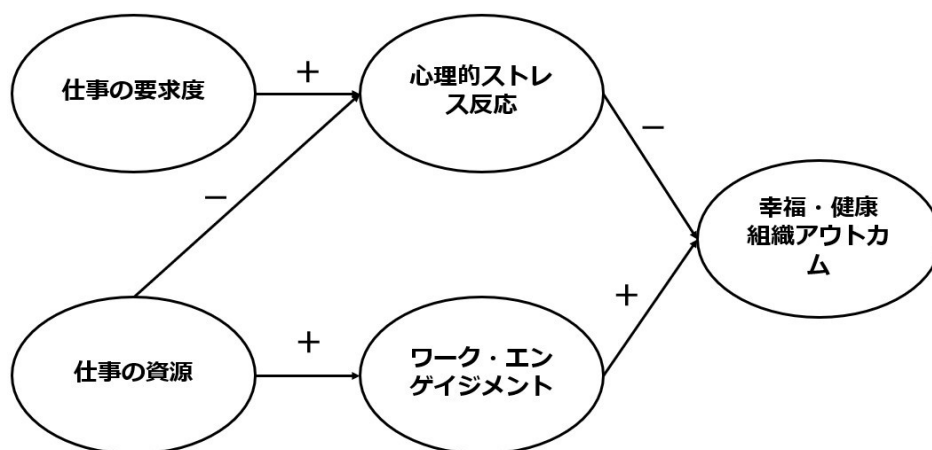 仕事の要求度
＋
心理的ストレ
ス反応
－
－
幸福・健康
組織アウトカ
ム
仕事の資源
＋
ワーク・エン
ゲイジメント
＋